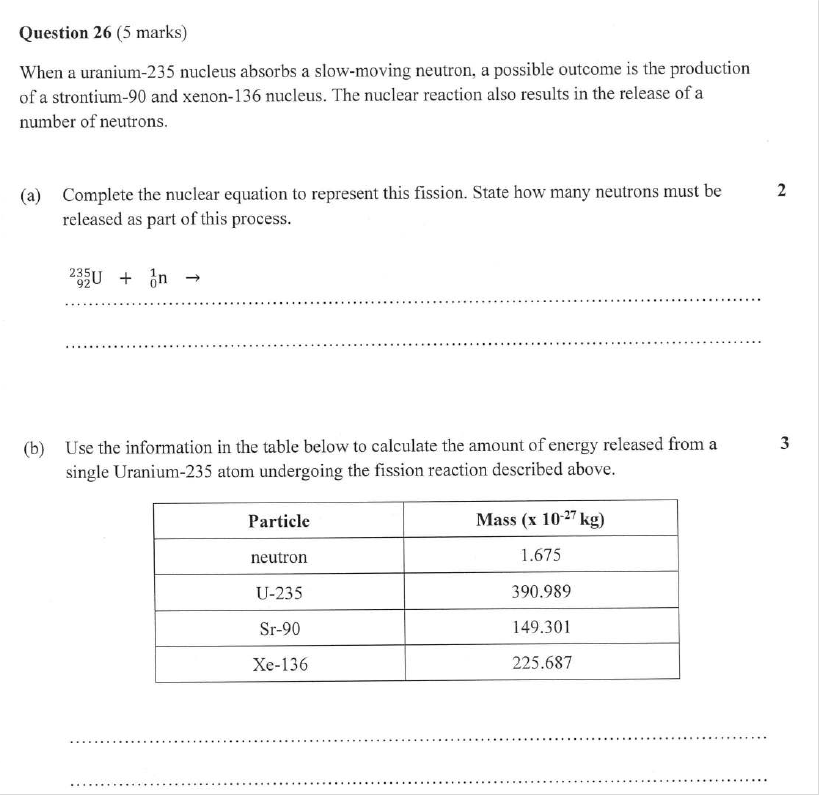 Question 26 (5 marks)
When a uranium-235 nucleus absorbs a slow-moving neutron, a possible outcome is the production
of a strontium-90 and xenon-136 nucleus. The nuclear reaction also results in the release of a
number of neutrons.
(a) Complete the nuclear equation to represent this fission. State how many neutrons must be 2
released as part of this process.
²³⁵₉₂U + ¹₀n →
(b) Use the information in the table below to calculate the amount of energy released from a 3
single Uranium-235 atom undergoing the fission reaction described above.
Particle Mass (x 10⁻²⁷ kg)
neutron 1.675
U-235 390.989
Sr-90 149.301
Xe-136 225.687